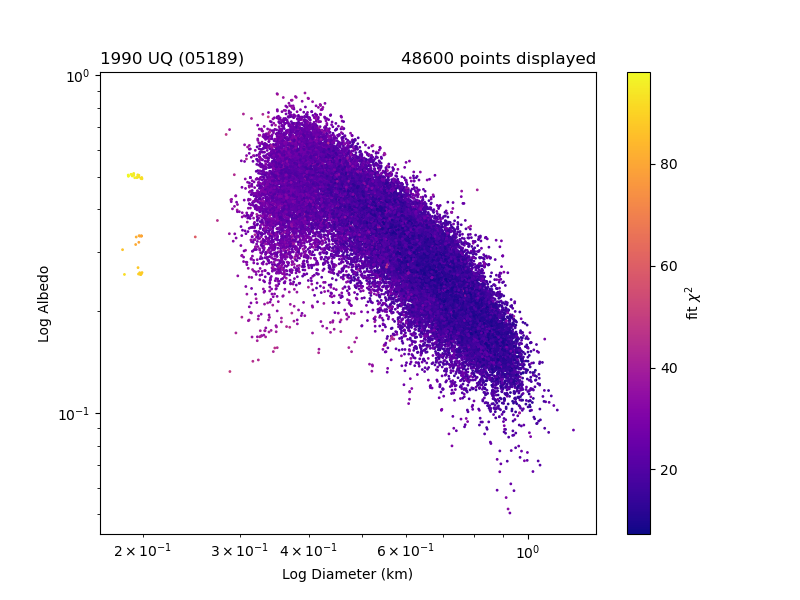 1990 UQ (05189) 48600 points displayed
10⁰
10⁻¹
Log Albedo
2 × 10⁻¹ 3 × 10⁻¹ 4 × 10⁻¹ 6 × 10⁻¹ 10⁰
Log Diameter (km)
80
60
40
20
fit χ²